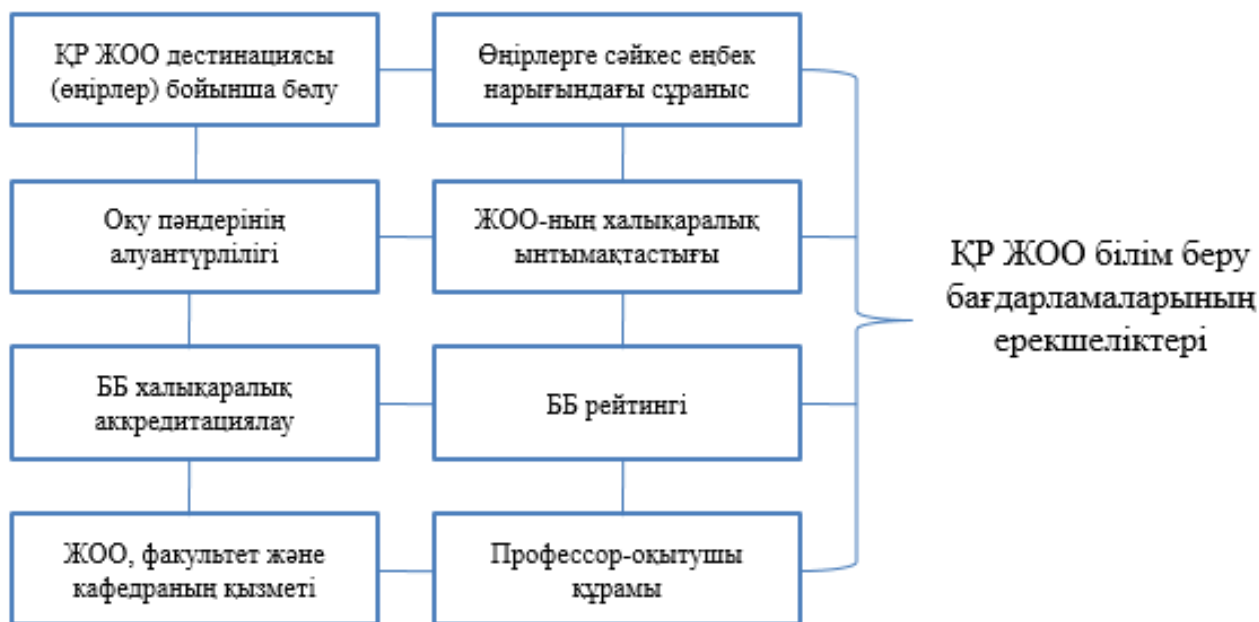 ҚР ЖОО дестинациясы
(өңірлер) бойынша бөлу
Өңірлерге сәйкес еңбек
нарығындағы сұраныс
Оқу пәндерінің
алуантүрлілігі
ЖОО-ның халықаралық
ынтымақтастығы
ББ халықаралық
аккредитациялау
ББ рейтингі
ЖОО, факультет және
кафедраның қызметі
Профессор-оқытушы
құрамы
ҚР ЖОО білім беру
бағдарламаларының
ерекшеліктері